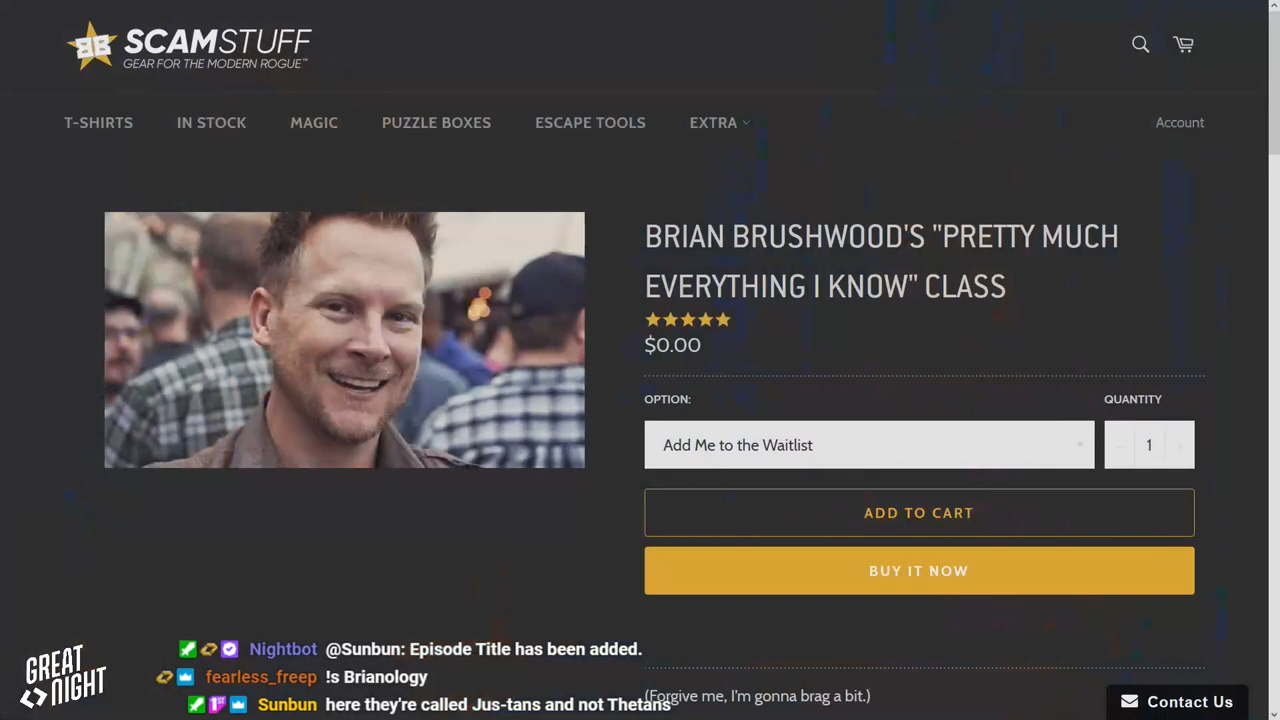 SCAMSTUFF
GEAR FOR THE MODERN ROGUE™
T-SHIRTS IN STOCK MAGIC PUZZLE BOXES ESCAPE TOOLS EXTRA Account
BRIAN BRUSHWOOD'S "PRETTY MUCH
EVERYTHING I KNOW" CLASS
$0.00
OPTION: QUANTITY
Add Me to the Waitlist 1
ADD TO CART
BUY IT NOW
Nightbot @Sunbun: Episode Title has been added.
fearless_freep !s Brianology
(Forgive me, I'm gonna brag a bit.)
Sunbun here they're called Jus-tans and not Thetans
GREAT
NIGHT
Contact Us